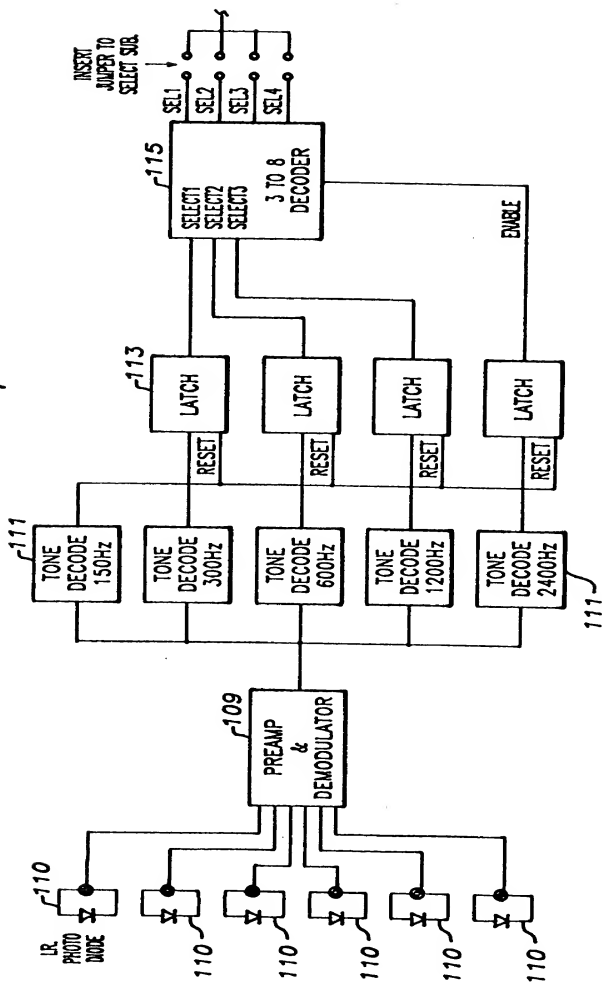 I.R.
PHOTO
DIODE
110
110
110
110
110
110
109
PREAMP
&
DEMODULATOR
111
TONE
DECODE
150Hz
TONE
DECODE
300Hz
TONE
DECODE
600Hz
TONE
DECODE
1200Hz
TONE
DECODE
2400Hz
111
113
LATCH
RESET
LATCH
RESET
LATCH
RESET
LATCH
RESET
115
SELECT1
SELECT2
SELECT3
3 TO 8
DECODER
ENABLE
SEL1
SEL2
SEL3
SEL4
INSERT
JUMPER TO
SELECT SUB.